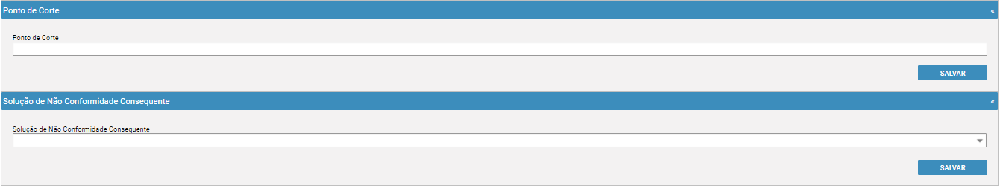 Ponto de Corte «
Ponto de Corte
SALVAR
Solução de Não Conformidade Consequente «
Solução de Não Conformidade Consequente
SALVAR